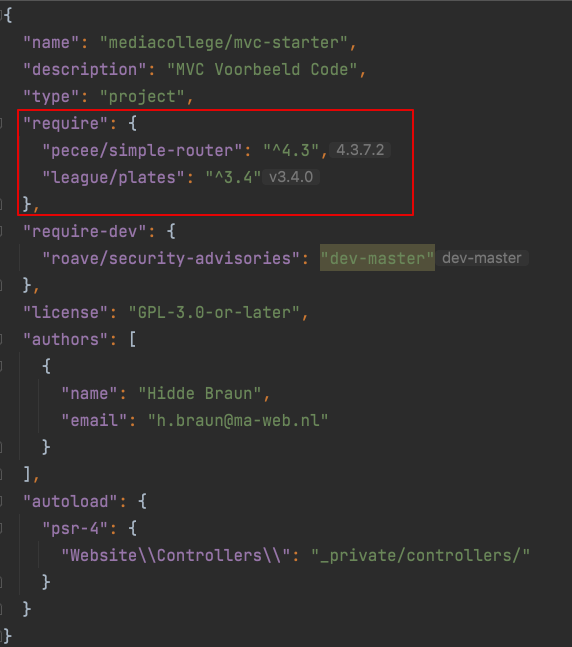 {
"name": "mediacollege/mvc-starter",
"description": "MVC Voorbeeld Code",
"type": "project",
"require": {
"pecee/simple-router": "^4.3", 4.3.7.2
"league/plates": "^3.4" v3.4.0
},
"require-dev": {
"roave/security-advisories": "dev-master" dev-master
},
"license": "GPL-3.0-or-later",
"authors": [
{
"name": "Hidde Braun",
"email": "h.braun@ma-web.nl"
}
],
"autoload": {
"psr-4": {
"Website\\Controllers\\": "_private/controllers/"
}
}
}